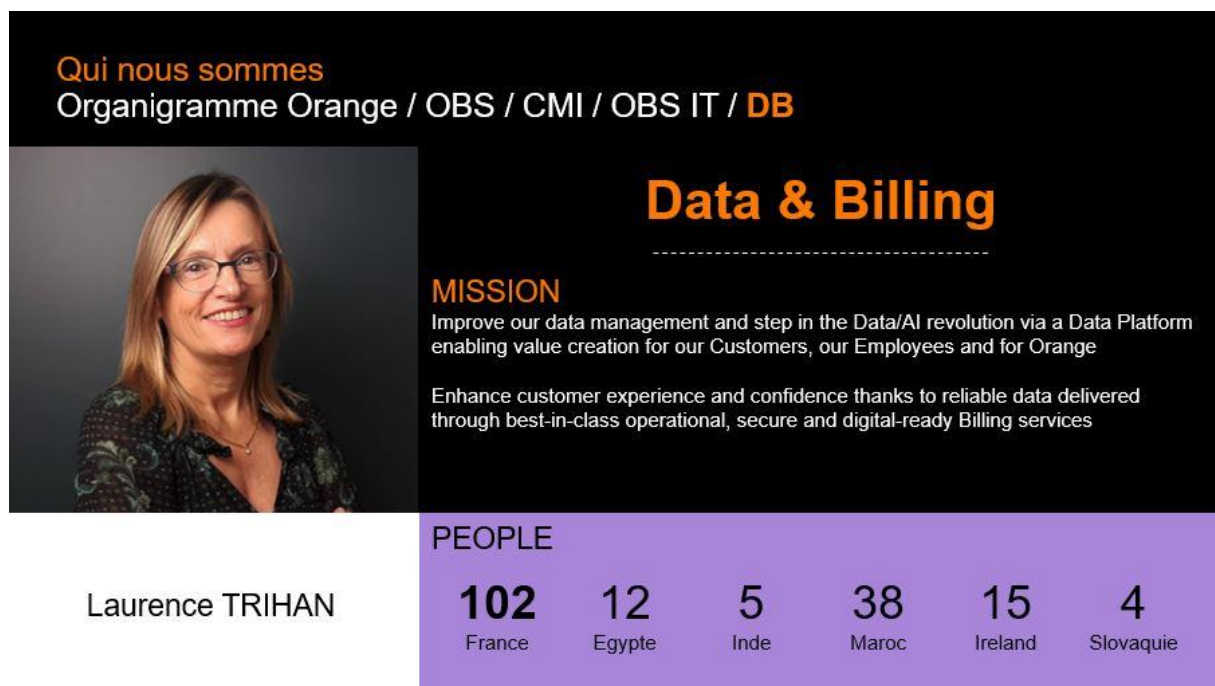 Qui nous sommes
Organigramme Orange / OBS / CMI / OBS IT / DB
Data & Billing
MISSION
Improve our data management and step in the Data/AI revolution via a Data Platform
enabling value creation for our Customers, our Employees and for Orange
Enhance customer experience and confidence thanks to reliable data delivered
through best-in-class operational, secure and digital-ready Billing services
Laurence TRIHAN
PEOPLE
102 12 5 38 15 4
France Egypte Inde Maroc Ireland Slovaquie